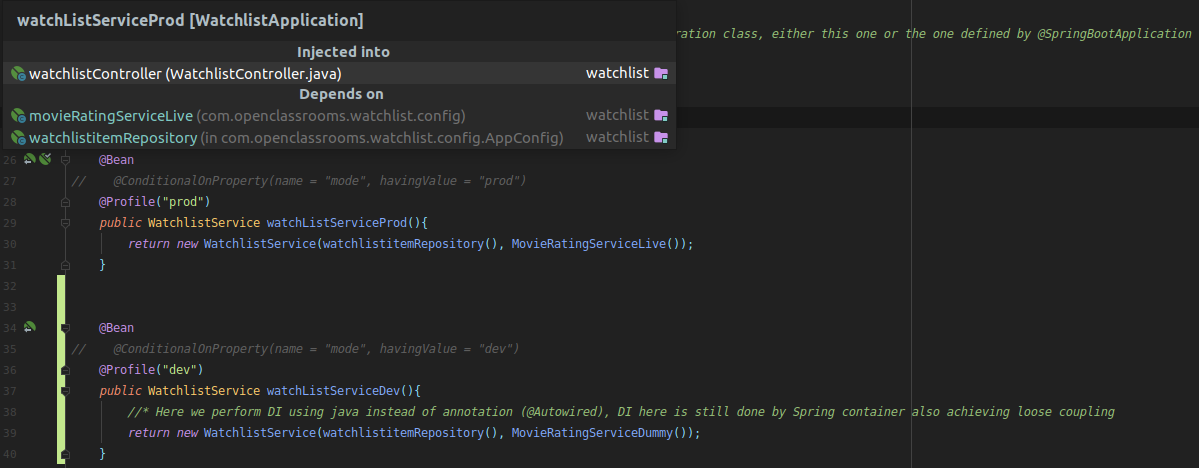 watchListServiceProd [WatchlistApplication]
ration class, either this one or the one defined by @SpringBootApplication
Injected into
watchlistController (WatchlistController.java) watchlist
Depends on
movieRatingServiceLive (com.openclassrooms.watchlist.config) watchlist
watchlistitemRepository (in com.openclassrooms.watchlist.config.AppConfig) watchlist
26 @Bean
27 // @ConditionalOnProperty(name = "mode", havingValue = "prod")
28 @Profile("prod")
29 public WatchlistService watchListServiceProd(){
30 return new WatchlistService(watchlistitemRepository(), MovieRatingServiceLive());
31 }
32
33
34 @Bean
35 // @ConditionalOnProperty(name = "mode", havingValue = "dev")
36 @Profile("dev")
37 public WatchlistService watchListServiceDev(){
38 //* Here we perform DI using java instead of annotation (@Autowired), DI here is still done by Spring container also achieving loose coupling
39 return new WatchlistService(watchlistitemRepository(), MovieRatingServiceDummy());
40 }